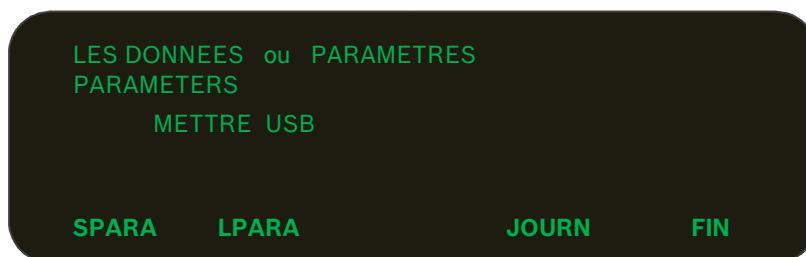 LES DONNEES ou PARAMETRES
PARAMETERS
METTRE USB
SPARA LPARA JOURN FIN